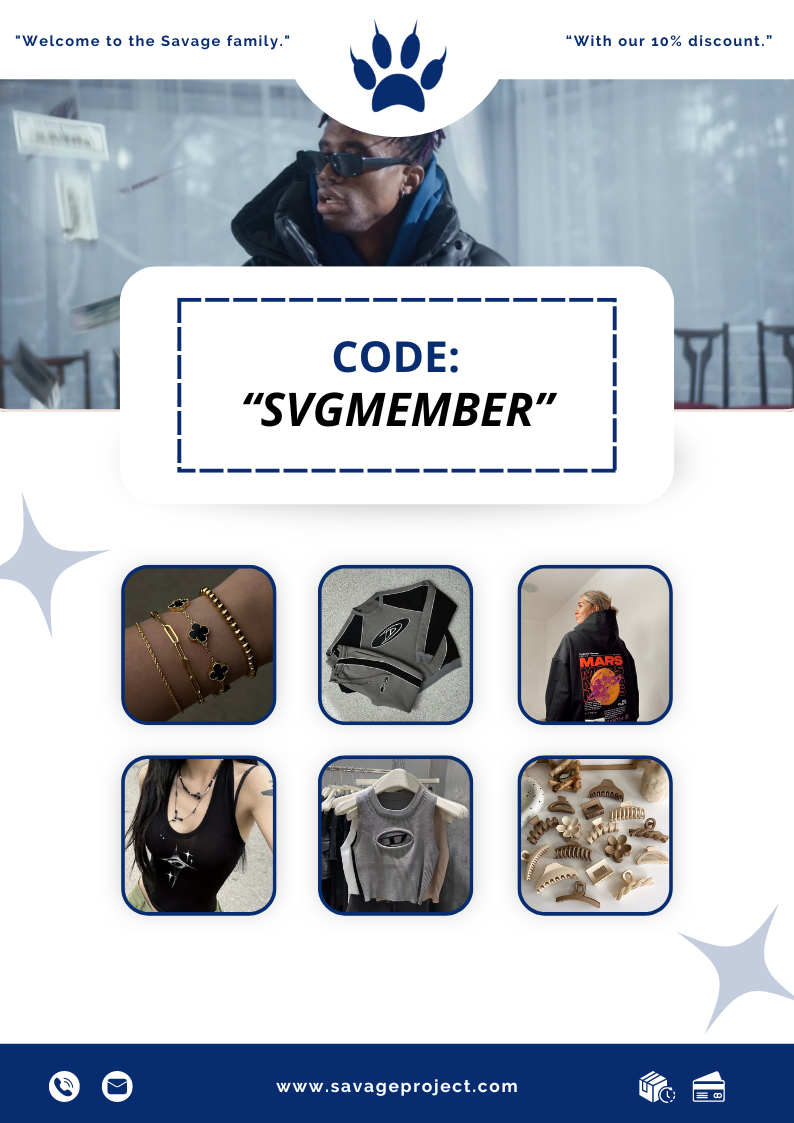 "Welcome to the Savage family."
“With our 10% discount.”
CODE:
“SVGMEMBER”
MARS
www.savageproject.com